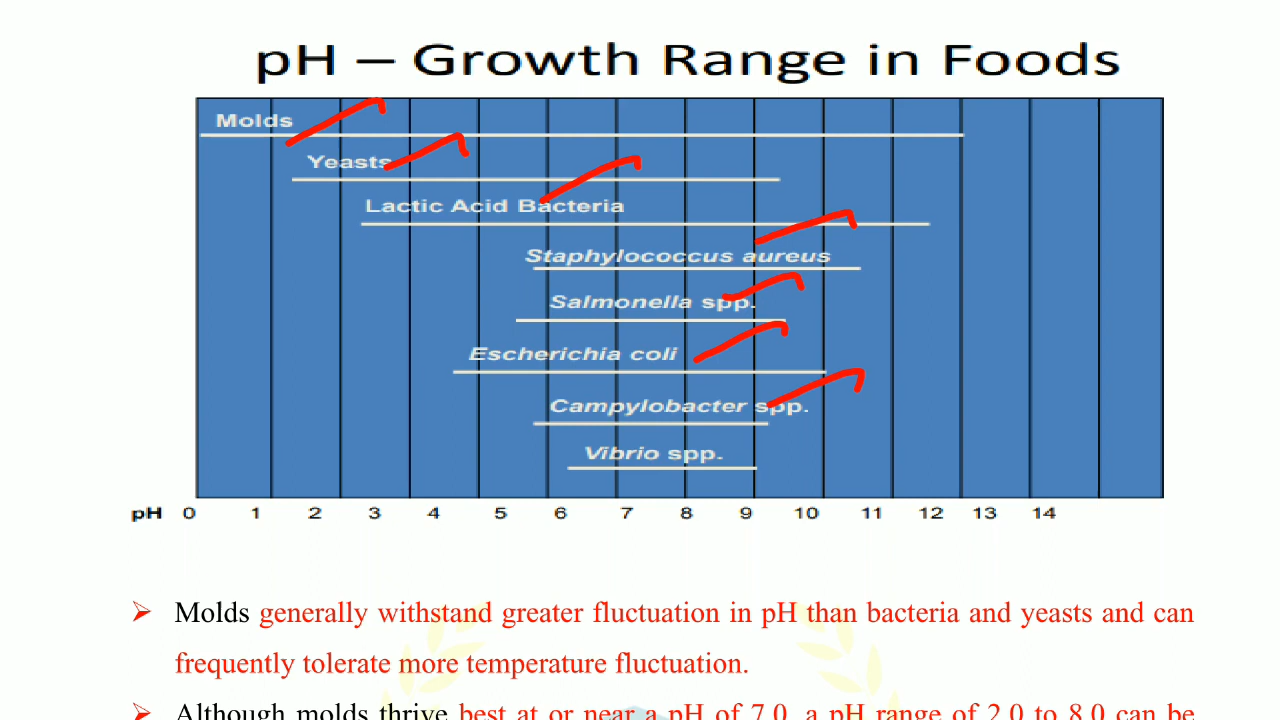 pH – Growth Range in Foods
Molds
Yeasts
Lactic Acid Bacteria
Staphylococcus aureus
Salmonella spp.
Escherichia coli
Campylobacter spp.
Vibrio spp.
pH 0 1 2 3 4 5 6 7 8 9 10 11 12 13 14
➢ Molds generally withstand greater fluctuation in pH than bacteria and yeasts and can
frequently tolerate more temperature fluctuation.
➢ Although molds thrive best at or near a pH of 7.0, a pH range of 2.0 to 8.0 can be